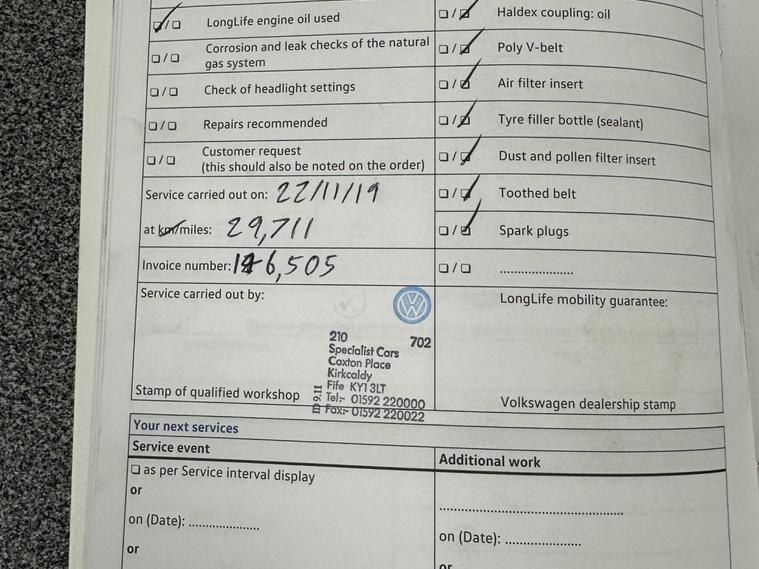 LongLife engine oil used
Corrosion and leak checks of the natural
gas system
Check of headlight settings
Repairs recommended
Customer request
(this should also be noted on the order)
Service carried out on: 22/11/19
at km/miles: 29,711
Invoice number: 146,505
Service carried out by:
210 702
Specialist Cars
Caxton Place
Kirkcaldy
Fife KY1 3LT
Tel:- 01592 220000
Fax:- 01592 220022
Stamp of qualified workshop
Haldex coupling: oil
Poly V-belt
Air filter insert
Tyre filler bottle (sealant)
Dust and pollen filter insert
Toothed belt
Spark plugs
......................
LongLife mobility guarantee:
Volkswagen dealership stamp
Your next services
Service event
as per Service interval display
or
on (Date): ....................
or
Additional work
.....................................................
on (Date): ......................
or